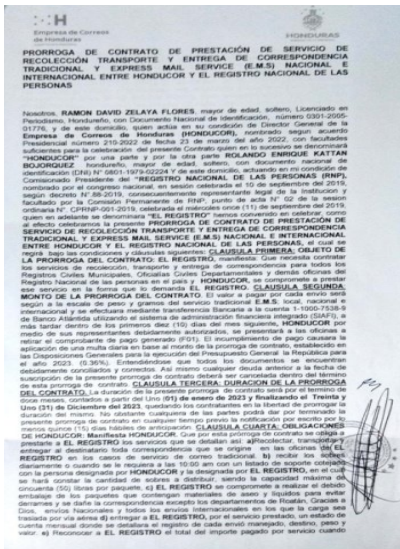 Empresa de Correos
de Honduras
HONDURAS
PRORROGA DE CONTRATO DE PRESTACIÓN DE SERVICIO DE
RECOLECCIÓN TRANSPORTE Y ENTREGA DE CORRESPONDENCIA
TRADICIONAL Y EXPRESS MAIL SERVICE (E.M.S) NACIONAL E
INTERNACIONAL ENTRE HONDUCOR Y EL REGISTRO NACIONAL DE LAS
PERSONAS
Nosotros, RAMON DAVID ZELAYA FLORES, mayor de edad, soltero, Licenciado en
Periodismo, Hondureño, con Documento Nacional de Identificación, número 0301-2005-
01776, y de este domicilio, quien actúa en su condición de Director General de la
Empresa de Correos de Honduras (HONDUCOR), nombrado según acuerdo
Presidencial número 210-2022 de fecha 23 de marzo del año 2022, con facultades
suficientes para la celebración del presente Contrato quien en lo sucesivo se denominará
"HONDUCOR" por una parte y por la otra parte ROLANDO ENRIQUE KATTAN
BOJORQUEZ hondureño, mayor de edad, soltero, con documento nacional de
identificación (DNI) N° 0801-1979-02224 Y de este domicilio, actuando en mi condición de
Comisionado Presidente del "REGISTRO NACIONAL DE LAS PERSONAS (RNP),
nombrado por el congreso nacional, en sesión celebrada el 10 de septiembre del 2019,
según decreto N°.88-2019, consecuentemente representante legal de la Institución y
facultado por la Comisión Permanente de RNP, punto de acta N° 02 de la sesión
ordinaria N°. CPRNP-001-2019, celebrada el miércoles once (11) de septiembre del 2019,
quien en adelante se denominara "EL REGISTRO" hemos convenido en celebrar, como
al efecto celebramos la presente PRORROGA DE CONTRATO DE PRESTACIÓN DE
SERVICIO DE RECOLECCIÓN TRANSPORTE Y ENTREGA DE CORRESPONDENCIA
TRADICIONAL Y EXPRESS MAIL SERVICE (E.M.S) NACIONAL E INTERNACIONAL
ENTRE HONDUCOR Y EL REGISTRO NACIONAL DE LAS PERSONAS, el cual se
regirá bajo las condiciones y cláusulas siguientes: CLAUSULA PRIMERA: OBJETO DE
LA PRORROGA DEL CONTRATO: EL REGISTRO, manifiesta: Que necesita contratar
los servicios de recolección, transporte y entrega de correspondencia para todos los
Registros Civiles Municipales, Oficialías Civiles Departamentales y demás oficinas del
Registro Nacional de las Personas en el país y HONDUCOR, se compromete a prestar
ese servicio en la forma que lo demanda EL REGISTRO. CLAUSULA SEGUNDA:
MONTO DE LA PRORROGA DEL CONTRATO. El valor a pagar por cada envío será
según a la escala de peso y gramos del servicio tradicional E.M.S: local, nacional e
internacional y se efectuara mediante transferencia Bancaria a la cuenta 1-1000-7538-9
de Banco Atlántida utilizando el sistema de administración financiera integrado (SIAFI), a
más tardar dentro de los primeros diez (10) días del mes siguiente, HONDUCOR por
medio de sus representantes debidamente autorizados, se presentará a las oficinas a
retirar el comprobante de pago generado (F01). El incumplimiento de pago causara la
aplicación de una multa diaria en base al monto de la prorroga de contrato, establecido en
las Disposiciones Generales para la ejecución del Presupuesto General la República para
el año 2023. (0.36%). Entendiéndose que todos los documentos se encuentran
debidamente conciliados y correctos. Así mismo cualquier deuda anterior a la fecha de
suscripción de la presente prorroga de contrato deberá ser cancelada dentro del término
de esta prorroga de contrato. CLAUSULA TERCERA: DURACION DE LA PRORROGA
DEL CONTRATO. La duración de la presente prorroga de contrato será por el termino de
doce meses, contados a partir del Uno (01) de enero de 2023 y finalizando el Treinta y
Uno (31) de Diciembre del 2023, quedando los contratantes en la libertad de prorrogar la
duración del mismo. No obstante cualquiera de las partes podrá dar por terminado la
presente prorroga de contrato en cualquier tiempo previo la notificación por escrito por lo
menos quince (15) días hábiles de anticipación. CLAUSULA CUARTA: OBLIGACIONES
DE HONDUCOR: Manifiesta HONDUCOR. Que por esta prórroga de contrato se obliga a
prestarle a EL REGISTRO los servicios que se detallan así: a) Recolectar, transportar y
entregar al destinatario toda correspondencia que se origine en las oficinas de EL
REGISTRO en los casos de servicio de correo tradicional. b) recibir los sobres
diariamente o cuando se le requiera a las 10:00 am con un listado de soporte cotejado
con la persona designada por HONDUCOR y la designada por EL REGISTRO, en el cual
se hará constar la cantidad de sobres a distribuir, siendo la capacidad máxima de
cincuenta (50) libras por paquete. c) EL REGISTRO se compromete a realizar el debido
embalaje de los paquetes que contengan materiales de aseo y líquidos para evitar
derrames y se dañe la correspondencia excepto los departamentos de Roatán, Gracias a
Dios, envíos Nacionales y todos los envíos Internacionales en los que la carga sea
trasladada por vía aérea d) entregar a EL REGISTRO, por el servicio prestado, un estado de
cuenta mensual donde se detallara el registro de cada envió manejado, destino, peso y
valor. e) Reconocer a EL REGISTRO el total del importe pagado por servicio cuando